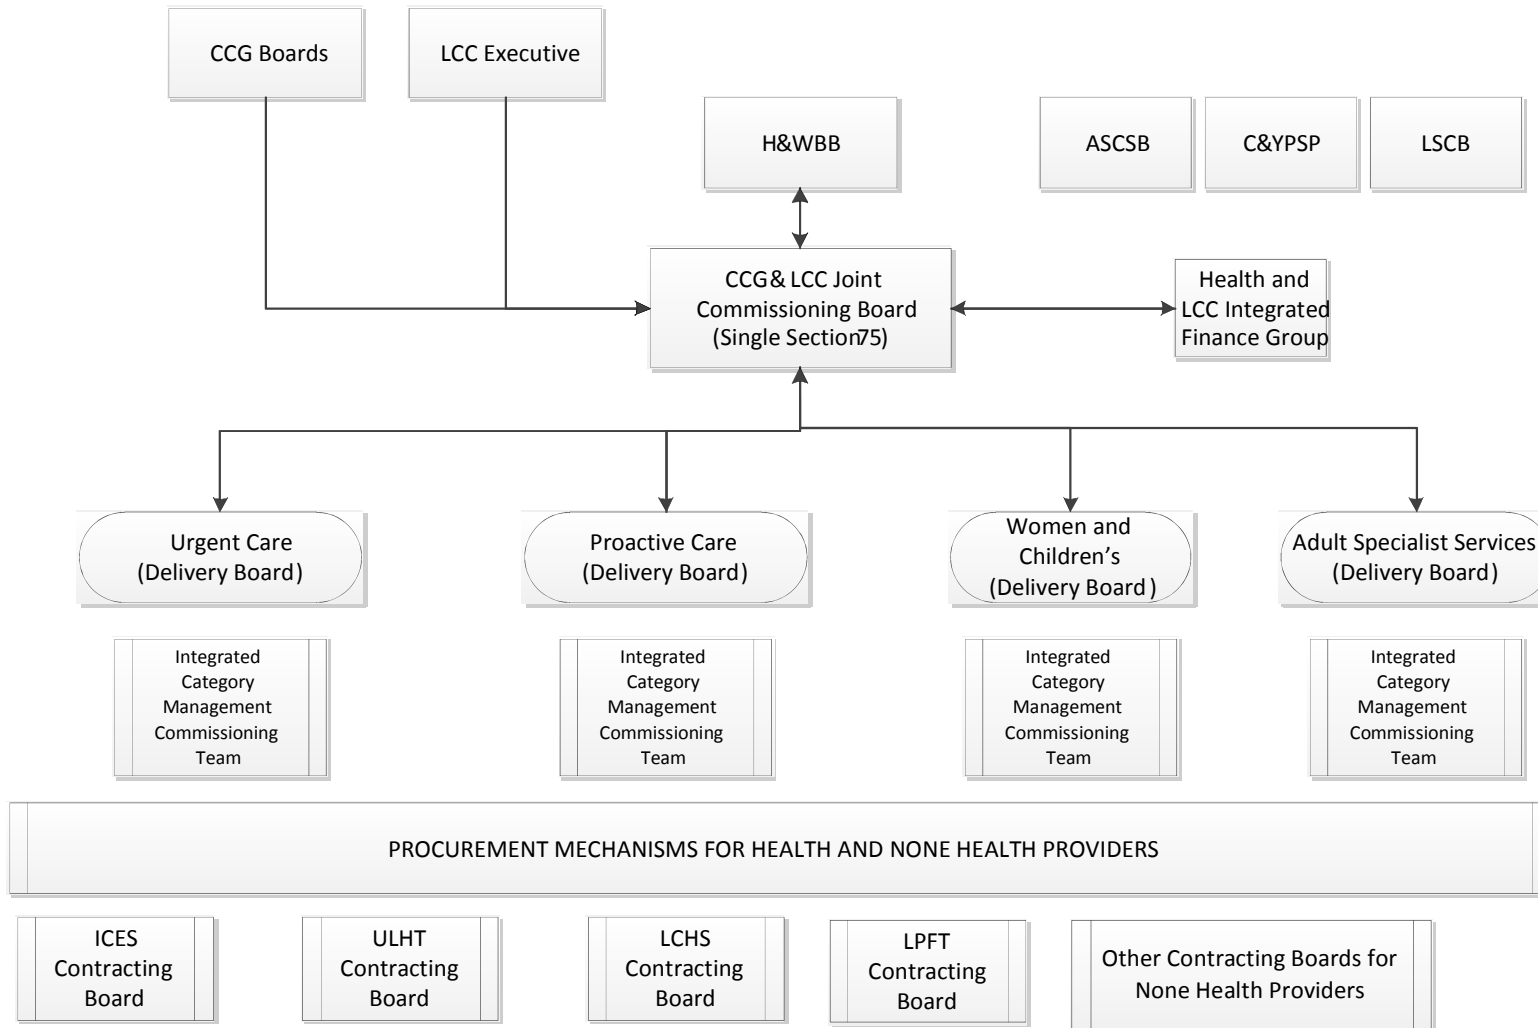 CCG Boards
LCC Executive
H&WBB
ASCSB
C&YPSP
LSCB
CCG& LCC Joint
Commissioning Board
(Single Section75)
Health and
LCC Integrated
Finance Group
Urgent Care
(Delivery Board)
Proactive Care
(Delivery Board)
Women and
Children’s
(Delivery Board)
Adult Specialist Services
(Delivery Board)
Integrated
Category
Management
Commissioning
Team
Integrated
Category
Management
Commissioning
Team
Integrated
Category
Management
Commissioning
Team
Integrated
Category
Management
Commissioning
Team
PROCUREMENT MECHANISMS FOR HEALTH AND NONE HEALTH PROVIDERS
ICES
Contracting
Board
ULHT
Contracting
Board
LCHS
Contracting
Board
LPFT
Contracting
Board
Other Contracting Boards for
None Health Providers